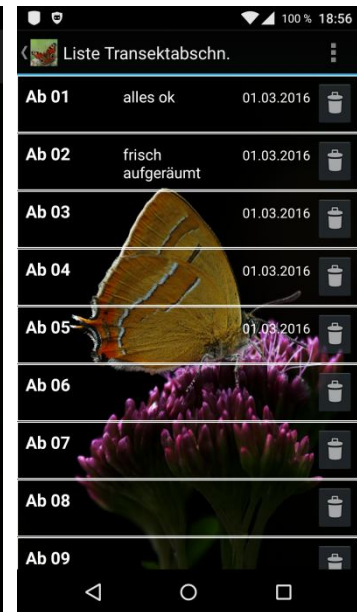 100 % 18:56
Liste Transektabschn.
Ab 01 alles ok 01.03.2016
Ab 02 frisch 01.03.2016
aufgeräumt
Ab 03 01.03.2016
Ab 04 01.03.2016
Ab 05 01.03.2016
Ab 06
Ab 07
Ab 08
Ab 09